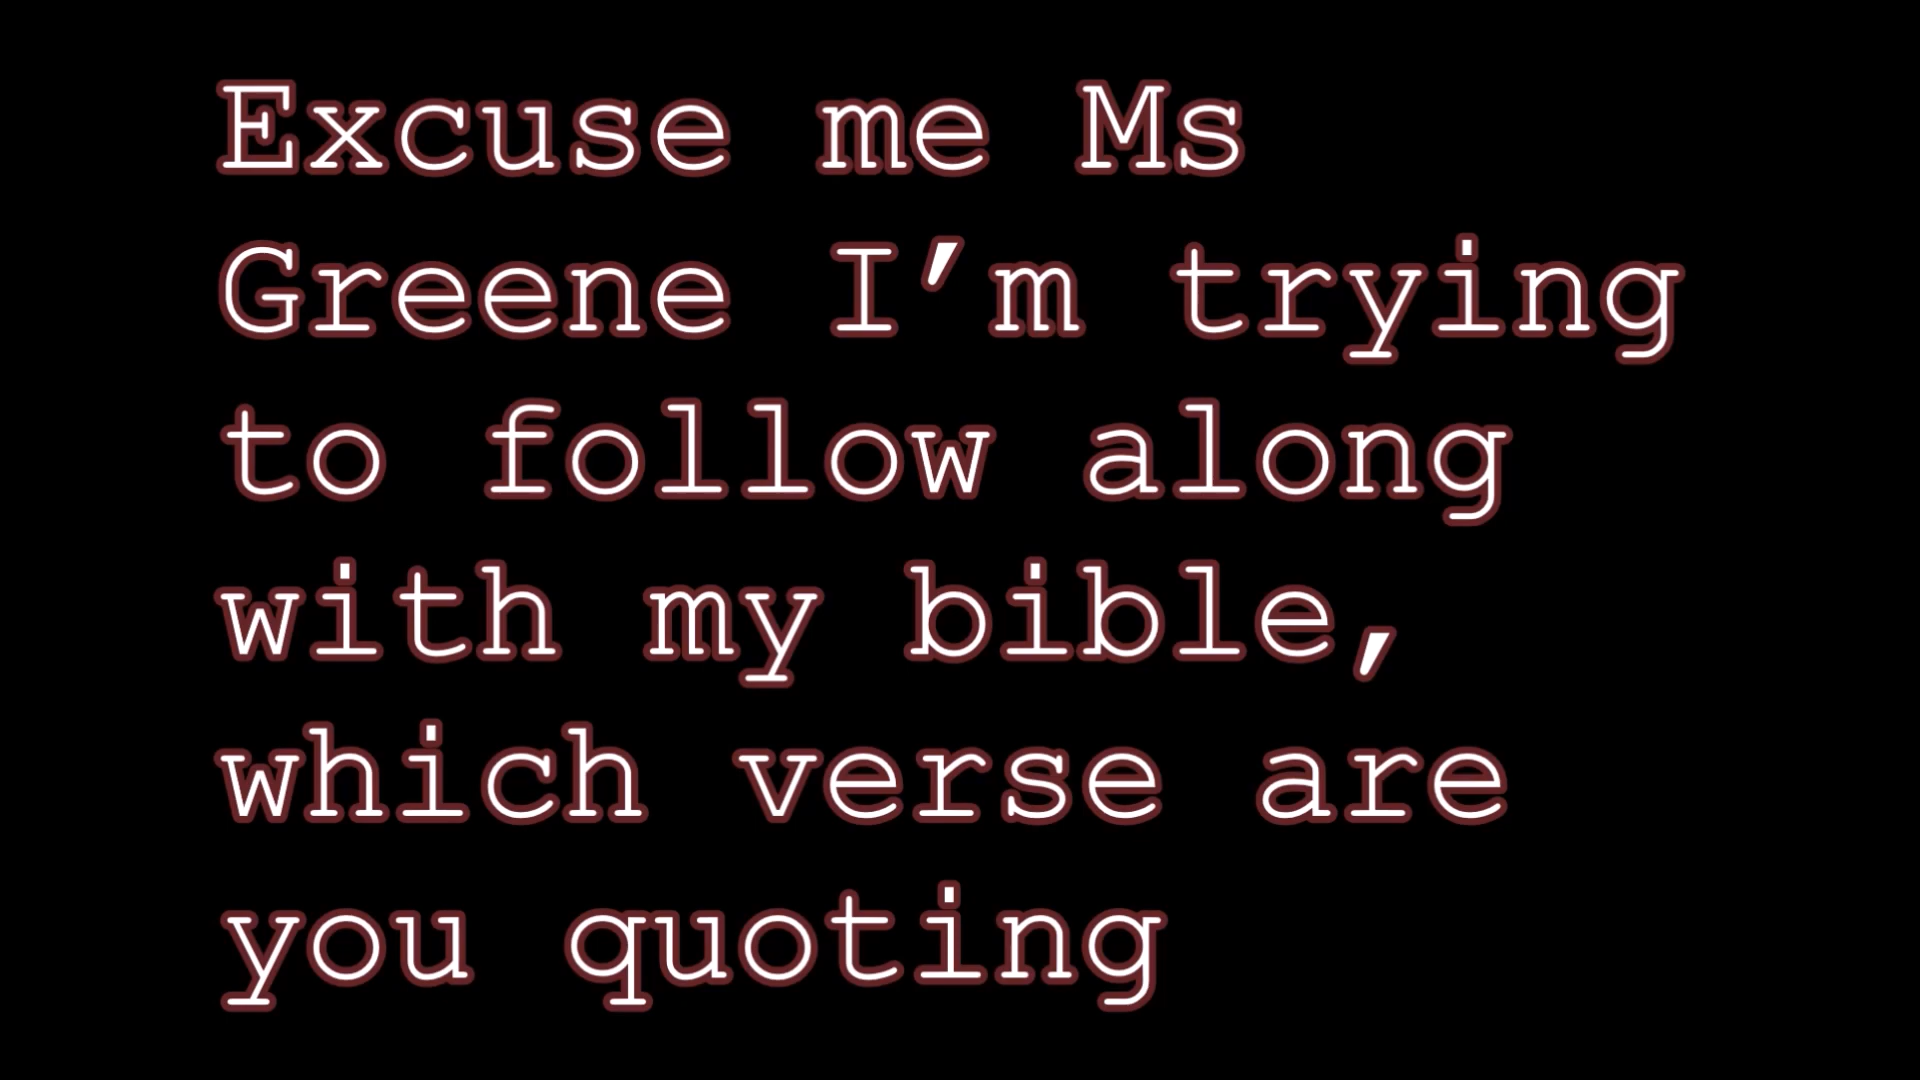 Excuse me Ms
Greene I’m trying
to follow along
with my bible,
which verse are
you quoting